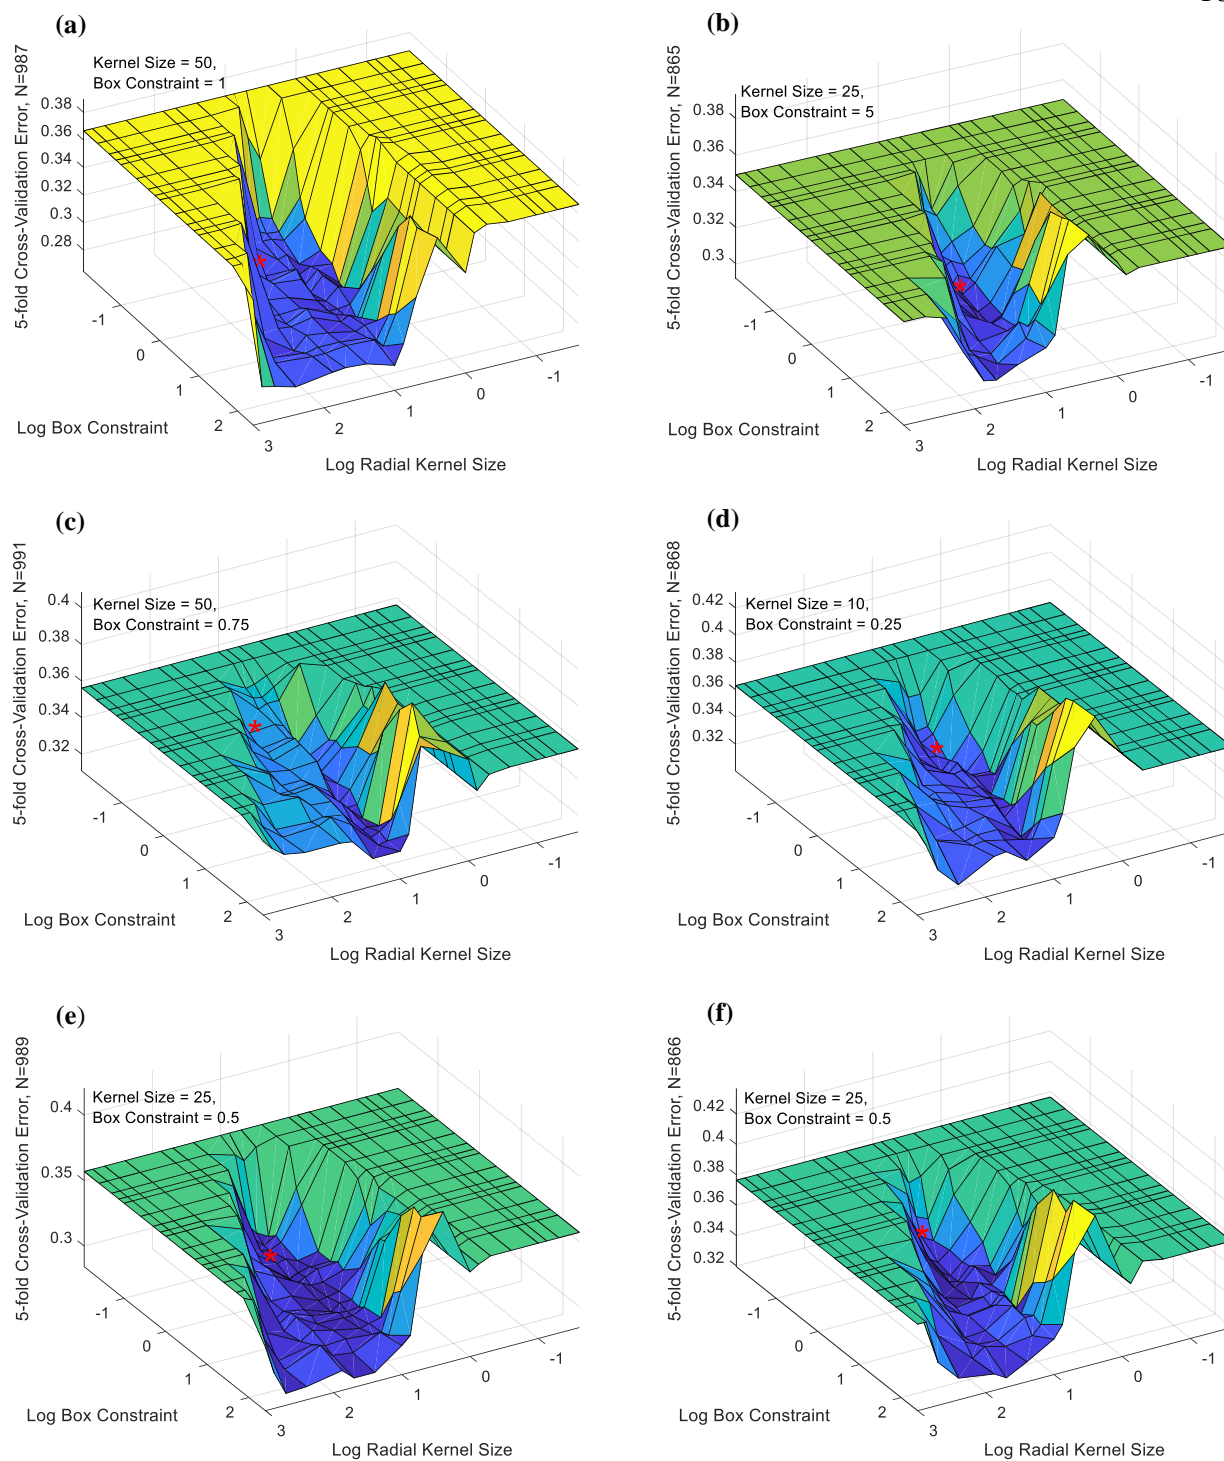 (a)
Kernel Size = 50,
Box Constraint = 1
5-fold Cross-Validation Error, N=987
0.38
0.36
0.34
0.32
0.3
0.28
-1
0
1
2
Log Box Constraint
3
2
1
0
-1
Log Radial Kernel Size
(b)
Kernel Size = 25,
Box Constraint = 5
5-fold Cross-Validation Error, N=865
0.38
0.36
0.34
0.32
0.3
-1
0
1
2
Log Box Constraint
3
2
1
0
-1
Log Radial Kernel Size
(c)
Kernel Size = 50,
Box Constraint = 0.75
5-fold Cross-Validation Error, N=991
0.4
0.38
0.36
0.34
0.32
-1
0
1
2
Log Box Constraint
3
2
1
0
-1
Log Radial Kernel Size
(d)
Kernel Size = 10,
Box Constraint = 0.25
5-fold Cross-Validation Error, N=868
0.42
0.4
0.38
0.36
0.34
0.32
-1
0
1
2
Log Box Constraint
3
2
1
0
-1
Log Radial Kernel Size
(e)
Kernel Size = 25,
Box Constraint = 0.5
5-fold Cross-Validation Error, N=989
0.4
0.35
0.3
-1
0
1
2
Log Box Constraint
3
2
1
0
-1
Log Radial Kernel Size
(f)
Kernel Size = 25,
Box Constraint = 0.5
5-fold Cross-Validation Error, N=866
0.42
0.4
0.38
0.36
0.34
0.32
-1
0
1
2
Log Box Constraint
3
2
1
0
-1
Log Radial Kernel Size